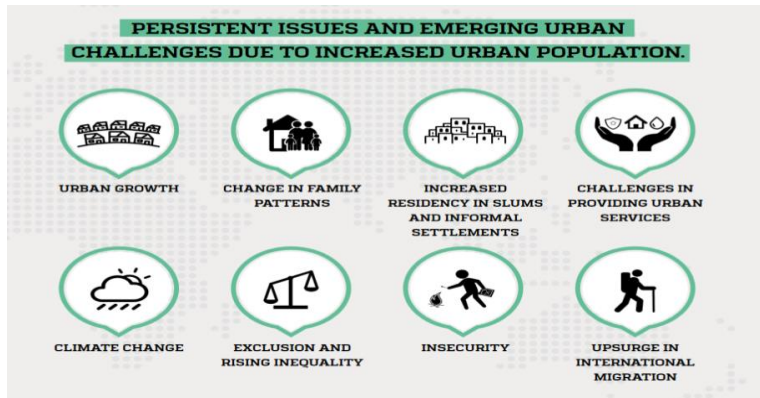 PERSISTENT ISSUES AND EMERGING URBAN
CHALLENGES DUE TO INCREASED URBAN POPULATION.
URBAN GROWTH
CHANGE IN FAMILY
PATTERNS
INCREASED
RESIDENCY IN SLUMS
AND INFORMAL
SETTLEMENTS
CHALLENGES IN
PROVIDING URBAN
SERVICES
CLIMATE CHANGE
EXCLUSION AND
RISING INEQUALITY
INSECURITY
UPSURGE IN
INTERNATIONAL
MIGRATION